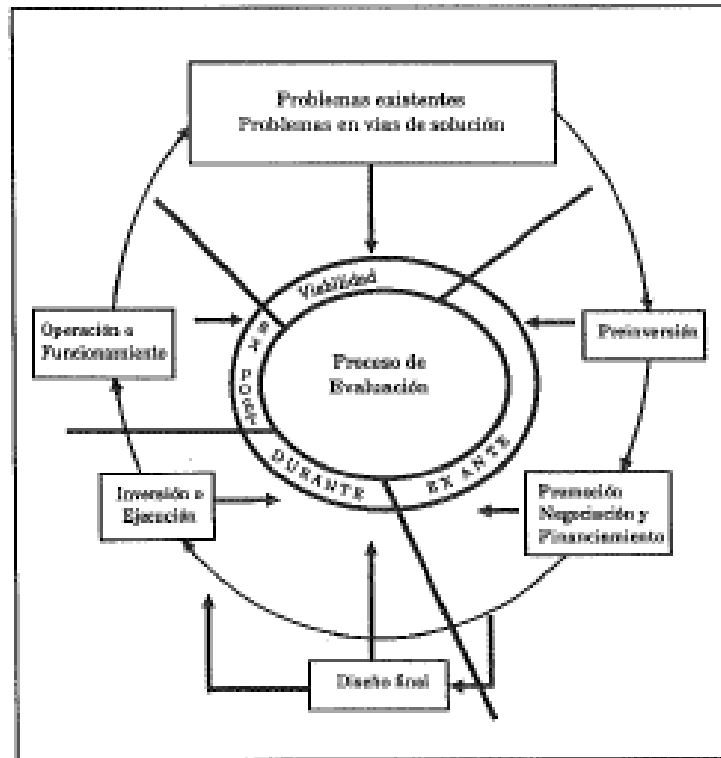 Problemas existentes
Problemas en vías de solución
Viabilidad
Operación o
Funcionamiento
EX
POST
Proceso de
Evaluación
Preinversión
DURANTE
EX ANTE
Inversión o
Ejecución
Promoción
Negociación y
Financiamiento
Diseño final